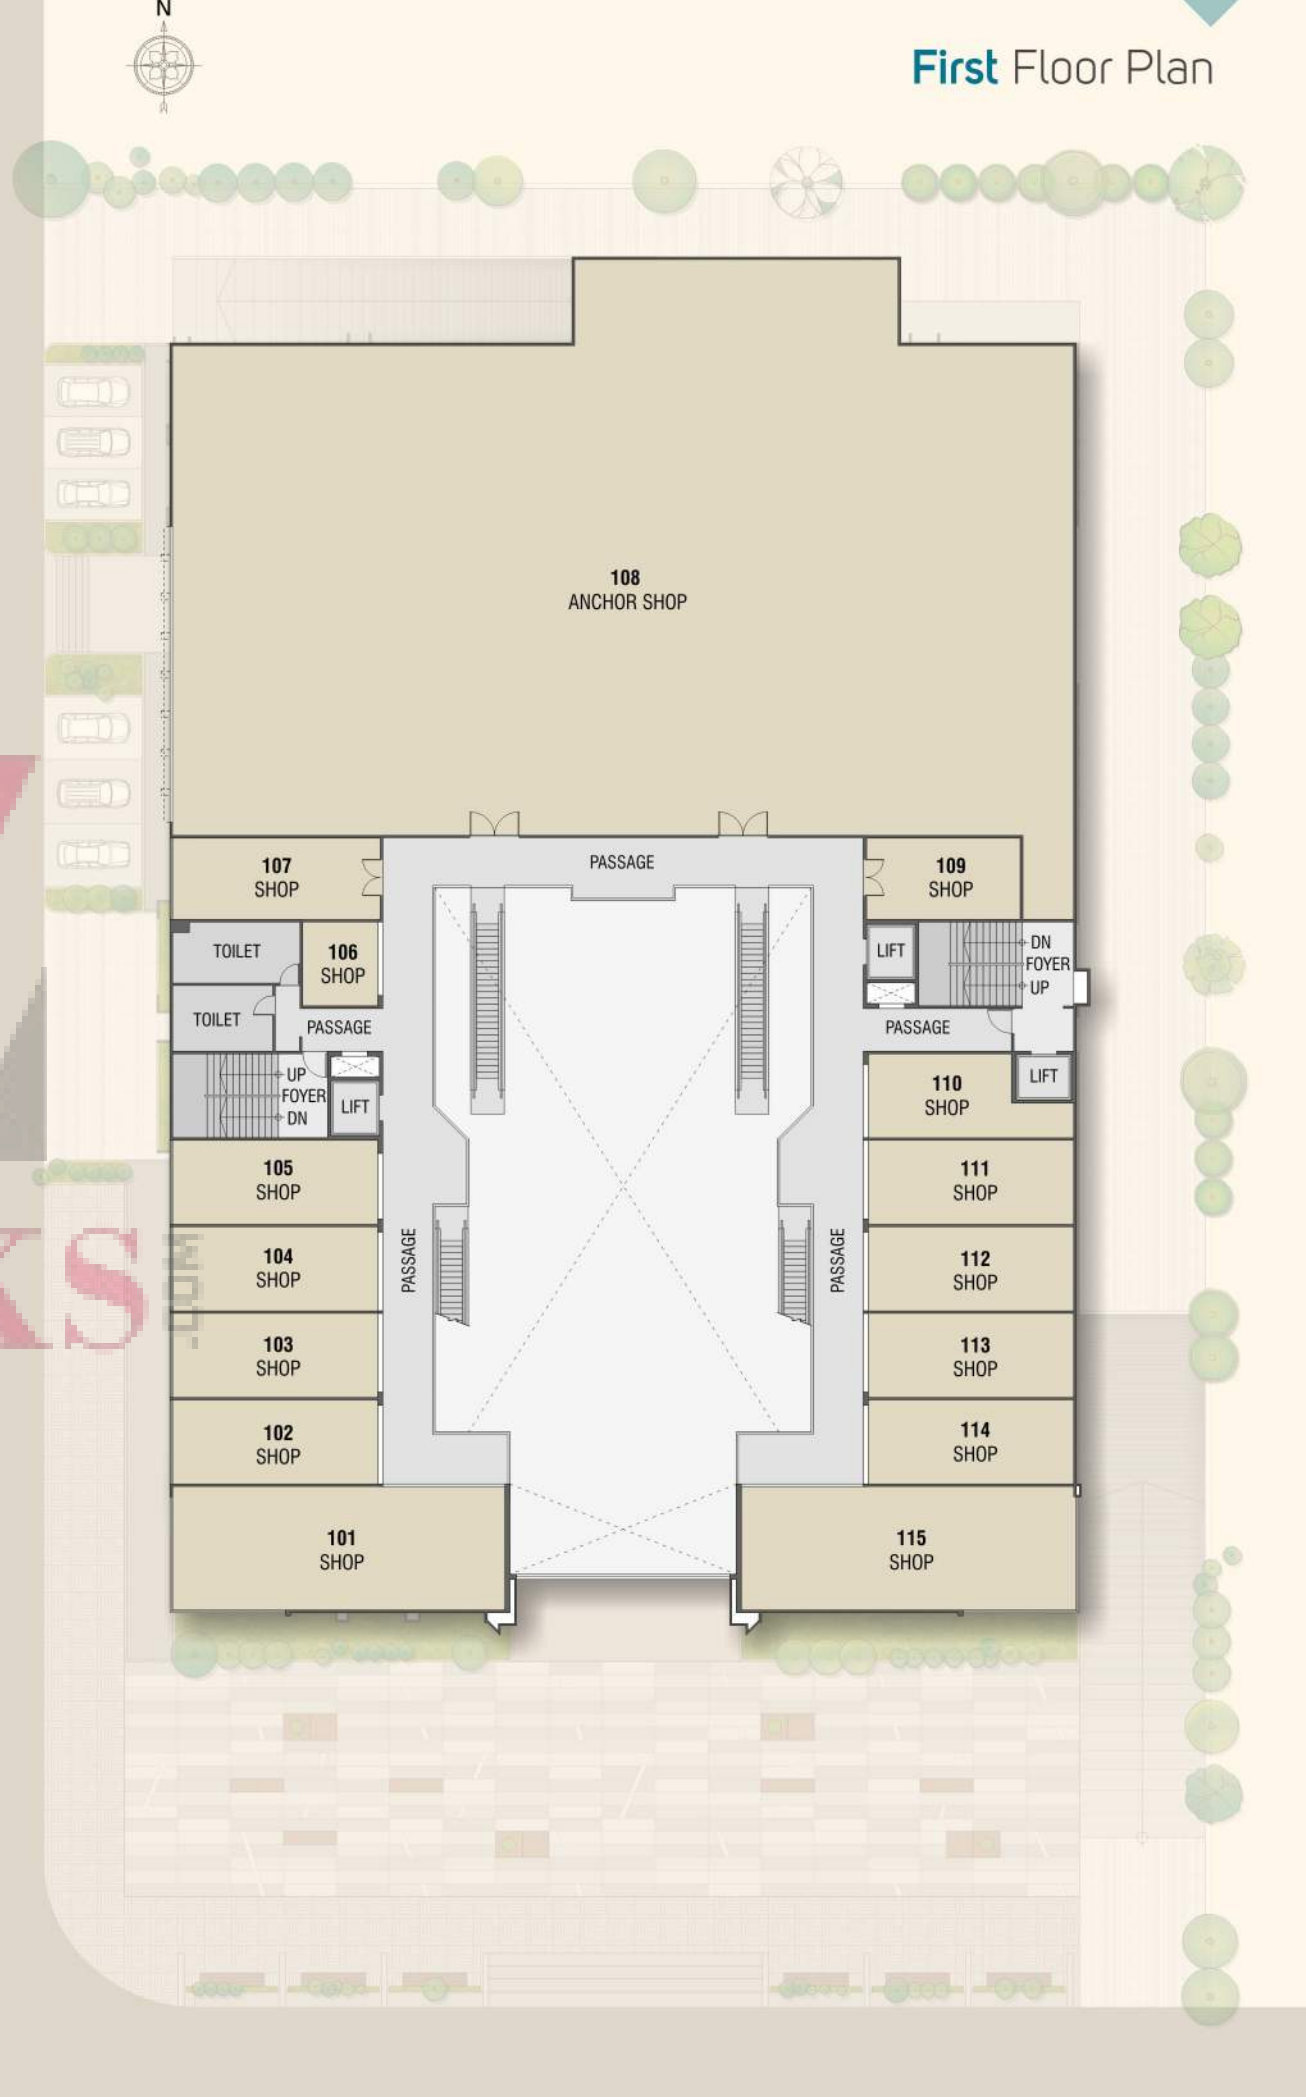 N
First Floor Plan
108
ANCHOR SHOP
PASSAGE
107
SHOP
109
SHOP
TOILET
106
SHOP
LIFT
DN
FOYER
UP
TOILET
PASSAGE
PASSAGE
UP
FOYER
DN
LIFT
LIFT
110
SHOP
105
SHOP
111
SHOP
PASSAGE
PASSAGE
104
SHOP
112
SHOP
103
SHOP
113
SHOP
102
SHOP
114
SHOP
101
SHOP
115
SHOP